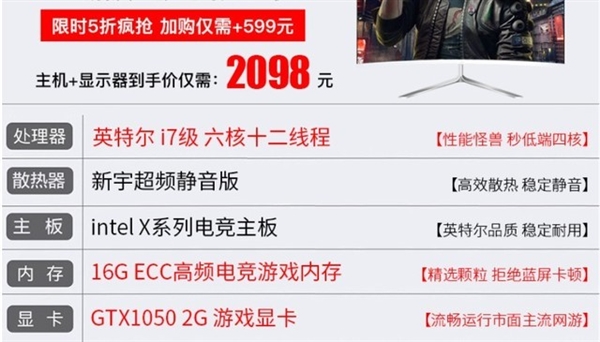 限时5折疯抢 加购仅需+599元
主机+显示器到手价仅需：2098 元
处理器 英特尔 i7级 六核十二线程 【性能怪兽 秒低端四核】
散热器 新宇超频静音版 【高效散热 稳定静音】
主 板 intel X系列电竞主板 【英特尔品质 稳定耐用】
内 存 16G ECC高频电竞游戏内存 【精选颗粒 拒绝蓝屏卡顿】
显 卡 GTX1050 2G 游戏显卡 【流畅运行市面主流网游】